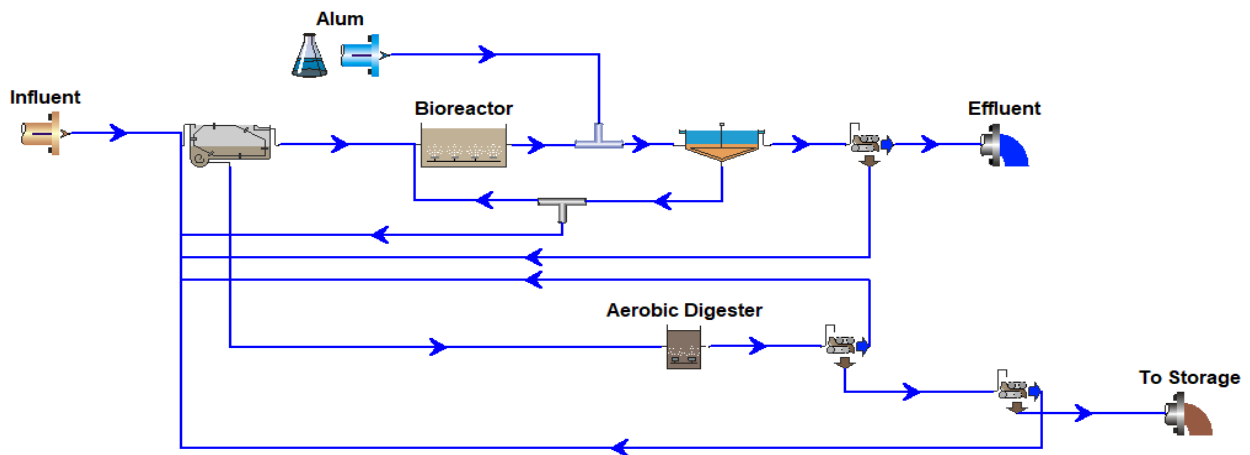 Alum
Influent
Bioreactor
Effluent
Aerobic Digester
To Storage